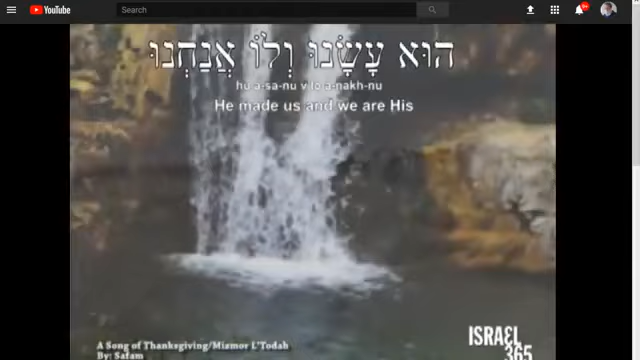 YouTube
Search
9+
הוּא עָשָׂנוּ וְלוֹ אֲנַחְנוּ
hu a-sa-nu v'lo a-nakh-nu
He made us and we are His
A Song of Thanksgiving/Mizmor L'Todah
By: Safam
ISRAEL
365